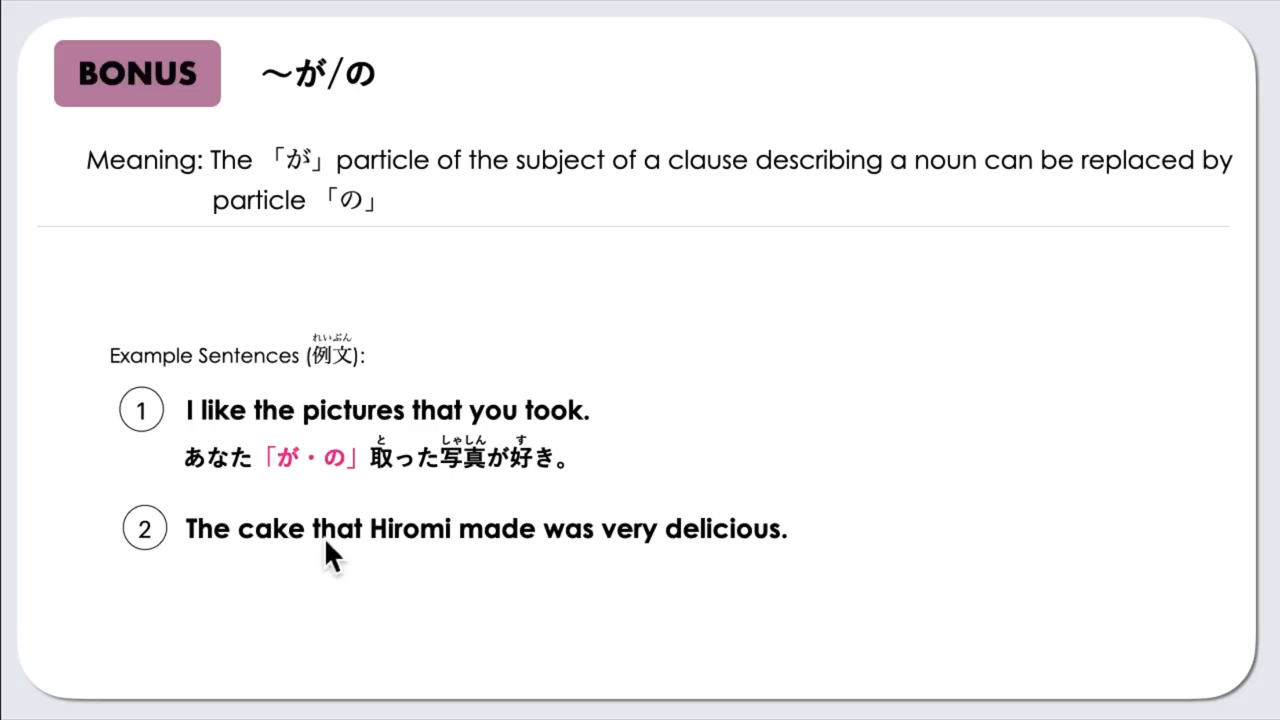 BONUS ～が/の
Meaning: The 「が」particle of the subject of a clause describing a noun can be replaced by
particle 「の」
れいぶん
Example Sentences (例文):
1 I like the pictures that you took.
と しゃしん す
あなた「が・の」取った写真が好き。
2 The cake that Hiromi made was very delicious.